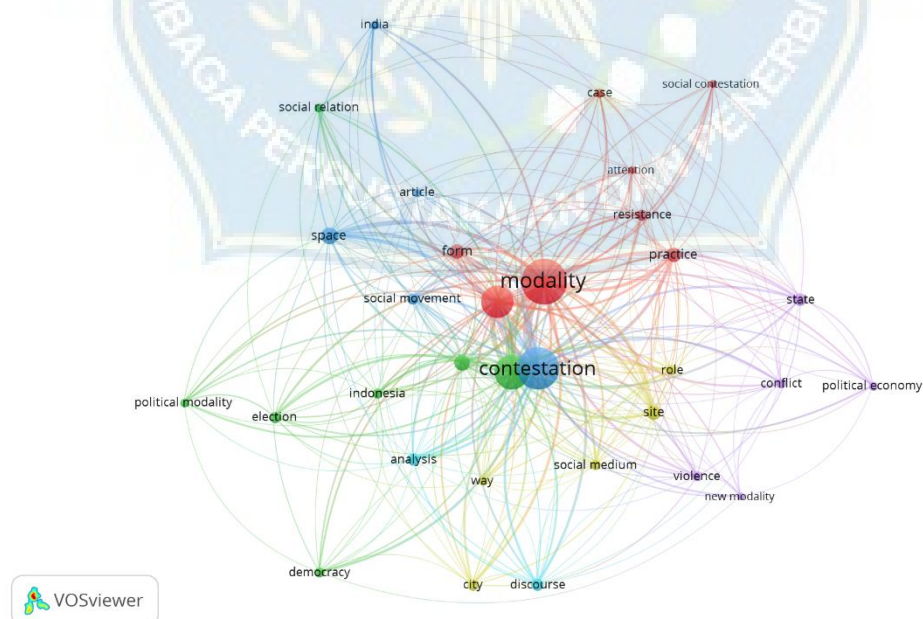 india
social relation
case
social contestation
attention
article
resistance
space
form
practice
modality
social movement
state
contestation
role
conflict
political economy
indonesia
political modality
election
site
analysis
social medium
way
violence
new modality
democracy
city
discourse
VOSviewer